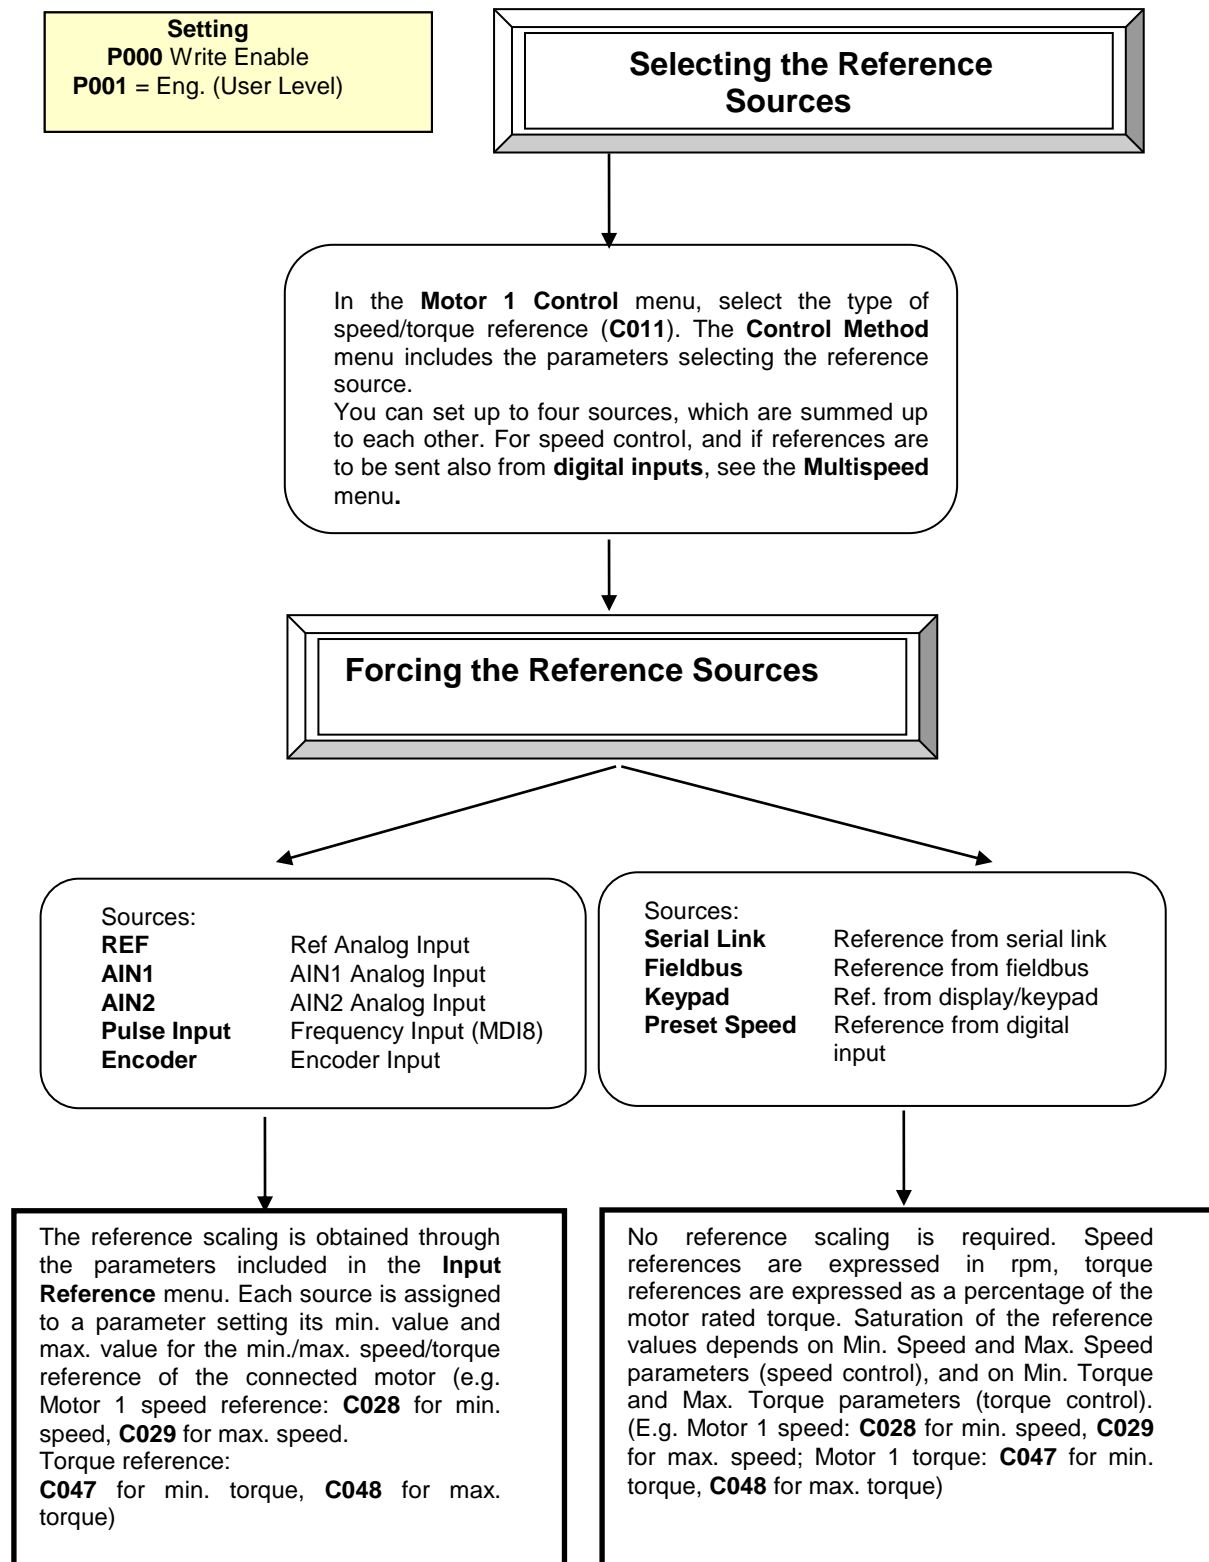 Setting
P000 Write Enable
P001 = Eng. (User Level)
Selecting the Reference
Sources
In the Motor 1 Control menu, select the type of
speed/torque reference (C011). The Control Method
menu includes the parameters selecting the reference
source.
You can set up to four sources, which are summed up
to each other. For speed control, and if references are
to be sent also from digital inputs, see the Multispeed
menu.
Forcing the Reference Sources
Sources:
REF Ref Analog Input
AIN1 AIN1 Analog Input
AIN2 AIN2 Analog Input
Pulse Input Frequency Input (MDI8)
Encoder Encoder Input
Sources:
Serial Link Reference from serial link
Fieldbus Reference from fieldbus
Keypad Ref. from display/keypad
Preset Speed Reference from digital
input
The reference scaling is obtained through
the parameters included in the Input
Reference menu. Each source is assigned
to a parameter setting its min. value and
max. value for the min./max. speed/torque
reference of the connected motor (e.g.
Motor 1 speed reference: C028 for min.
speed, C029 for max. speed.
Torque reference:
C047 for min. torque, C048 for max.
torque)
No reference scaling is required. Speed
references are expressed in rpm, torque
references are expressed as a percentage of the
motor rated torque. Saturation of the reference
values depends on Min. Speed and Max. Speed
parameters (speed control), and on Min. Torque
and Max. Torque parameters (torque control).
(E.g. Motor 1 speed: C028 for min. speed, C029
for max. speed; Motor 1 torque: C047 for min.
torque, C048 for max. torque)